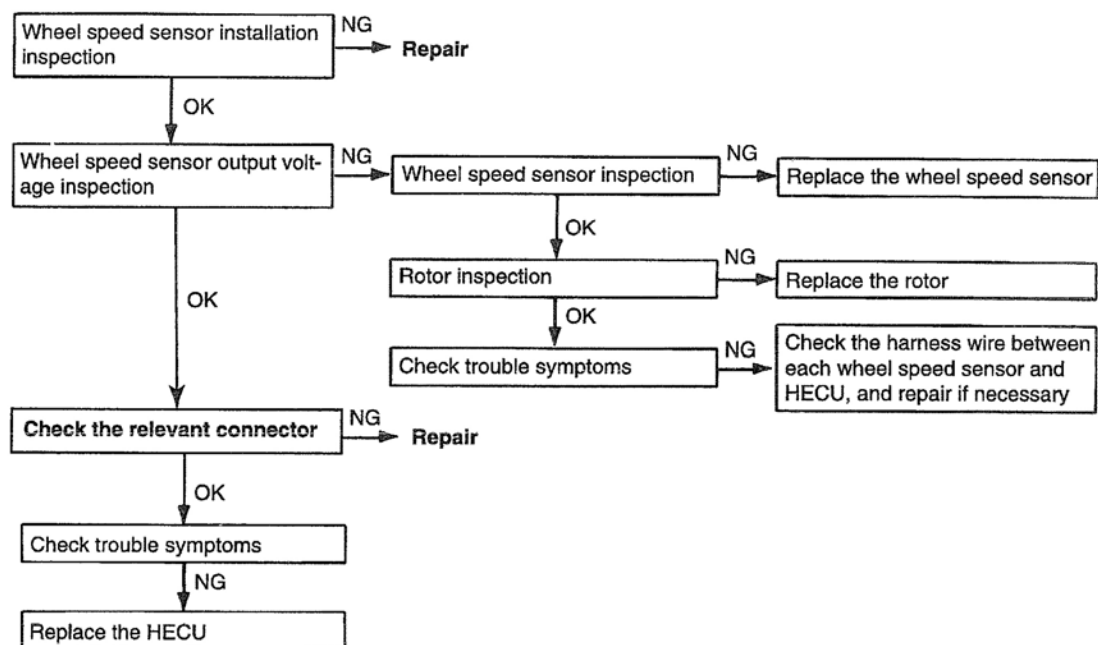 Wheel speed sensor installation
inspection
NG
Repair
OK
Wheel speed sensor output volt-
age inspection
NG
Wheel speed sensor inspection
NG
Replace the wheel speed sensor
OK
Rotor inspection
NG
Replace the rotor
OK
OK
Check trouble symptoms
NG
Check the harness wire between
each wheel speed sensor and
HECU, and repair if necessary
Check the relevant connector
NG
Repair
OK
Check trouble symptoms
NG
Replace the HECU